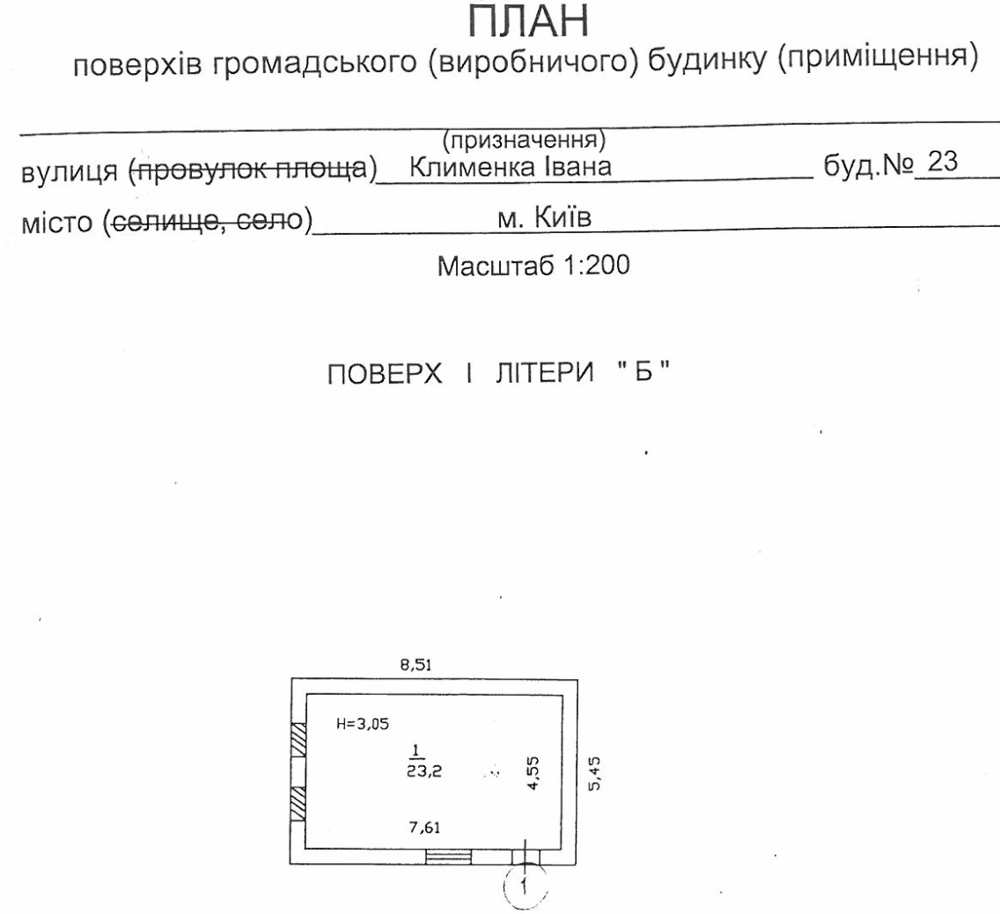 ПЛАН
поверхів громадського (виробничого) будинку (приміщення)
(призначення)
вулиця (провулок площа) Клименка Івана буд.№ 23
місто (селище, село) м. Київ
Масштаб 1:200
ПОВЕРХ I ЛІТЕРИ "Б"
8,51
H=3,05
1
23,2
4,55
5,45
7,61
1